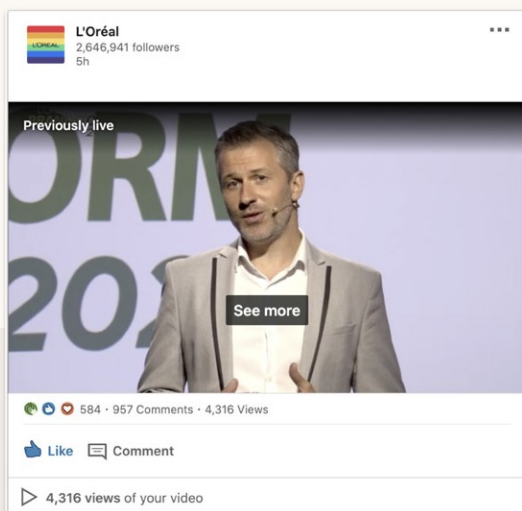 L'ORÉAL
L'Oréal
2,646,941 followers
5h
Previously live
ORM
202
See more
584 · 957 Comments · 4,316 Views
Like
Comment
4,316 views of your video